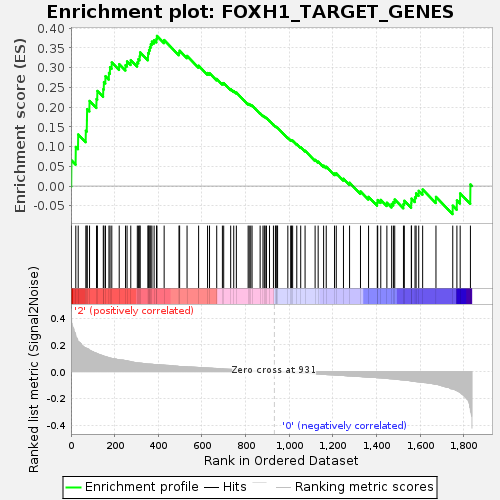 Enrichment plot: FOXH1_TARGET_GENES
Enrichment score (ES)
0.40
0.35
0.30
0.25
0.20
0.15
0.10
0.05
0.00
-0.05
'2' (positively correlated)
Zero cross at 931
'0' (negatively correlated)
Ranked list metric (Signal2Noise)
0.4
0.2
0.0
-0.2
-0.4
0
200
400
600
800
1,000
1,200
1,400
1,600
1,800
Rank in Ordered Dataset
Enrichment profile
Hits
Ranking metric scores